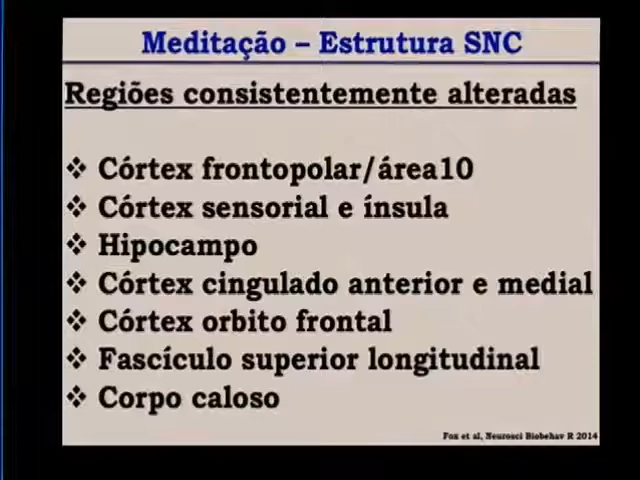 Meditação – Estrutura SNC
Regiões consistentemente alteradas
❖ Córtex frontopolar/área10
❖ Córtex sensorial e ínsula
❖ Hipocampo
❖ Córtex cingulado anterior e medial
❖ Córtex orbito frontal
❖ Fascículo superior longitudinal
❖ Corpo caloso
Fox et al, Neurosci Biobehav R 2014